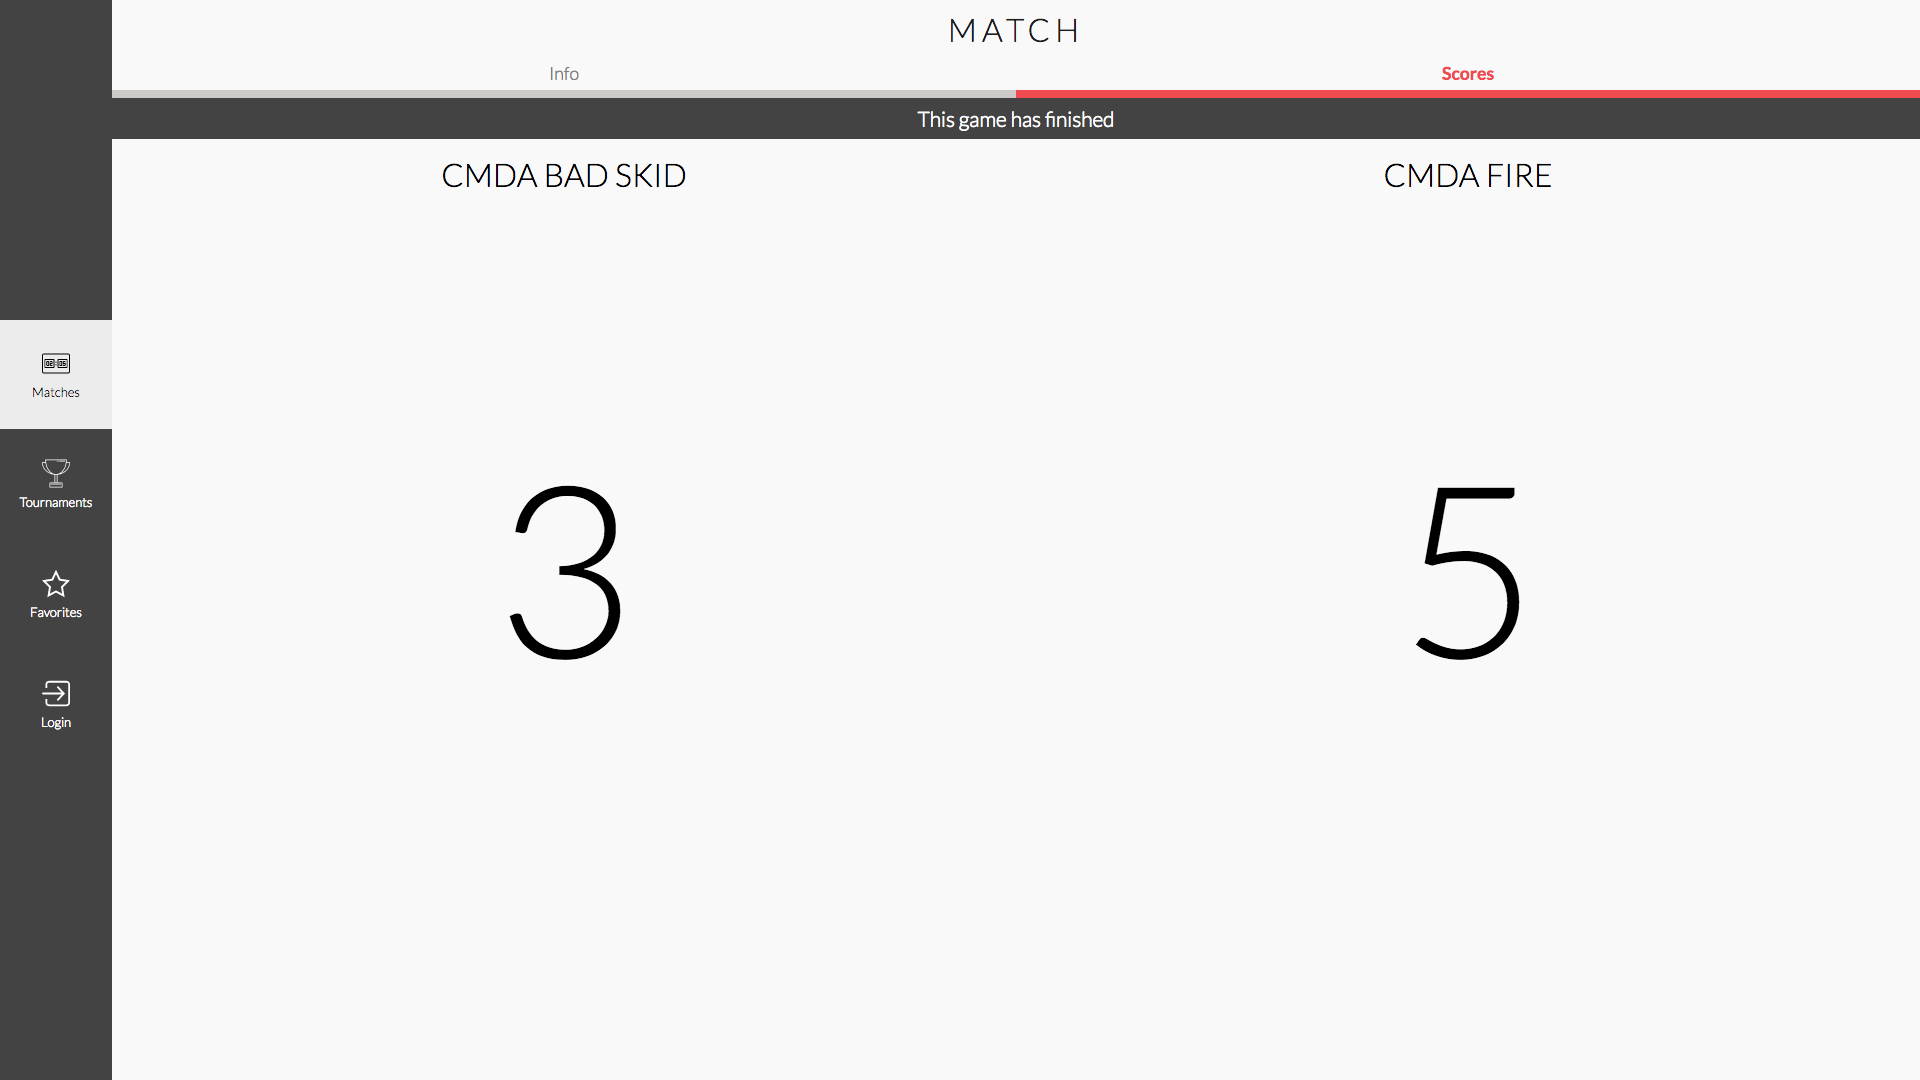 MATCH
Info
Scores
This game has finished
CMDA BAD SKID
CMDA FIRE
3
5
Matches
Tournaments
Favorites
Login